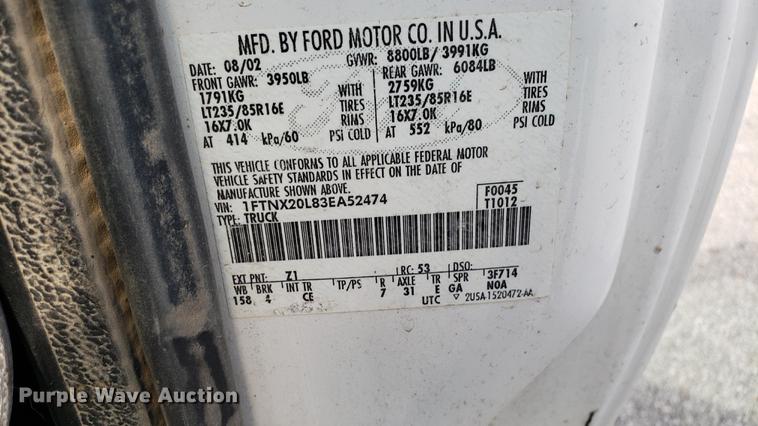 MFD. BY FORD MOTOR CO. IN U.S.A.
DATE: 08/02 GVWR: 8800LB/ 3991KG
FRONT GAWR: 3950LB REAR GAWR: 6084LB
1791KG WITH 2759KG WITH
LT235/85R16E TIRES LT235/85R16E TIRES
16X7.0K RIMS 16X7.0K RIMS
AT 414 kPa/60 PSI COLD AT 552 kPa/80 PSI COLD
THIS VEHICLE CONFORMS TO ALL APPLICABLE FEDERAL MOTOR
VEHICLE SAFETY STANDARDS IN EFFECT ON THE DATE OF
MANUFACTURE SHOWN ABOVE.
VIN: 1FTNX20L83EA52474 F0045
TYPE: TRUCK T1012
EXT PNT: Z1 RC: 53 DSO:
WB BRK INT TR TP/PS R AXLE TR SPR 3F714
158 4 CE 7 31 E GA N0A
UTC ▽ 2U5A-1520472-AA
Purple Wave Auction